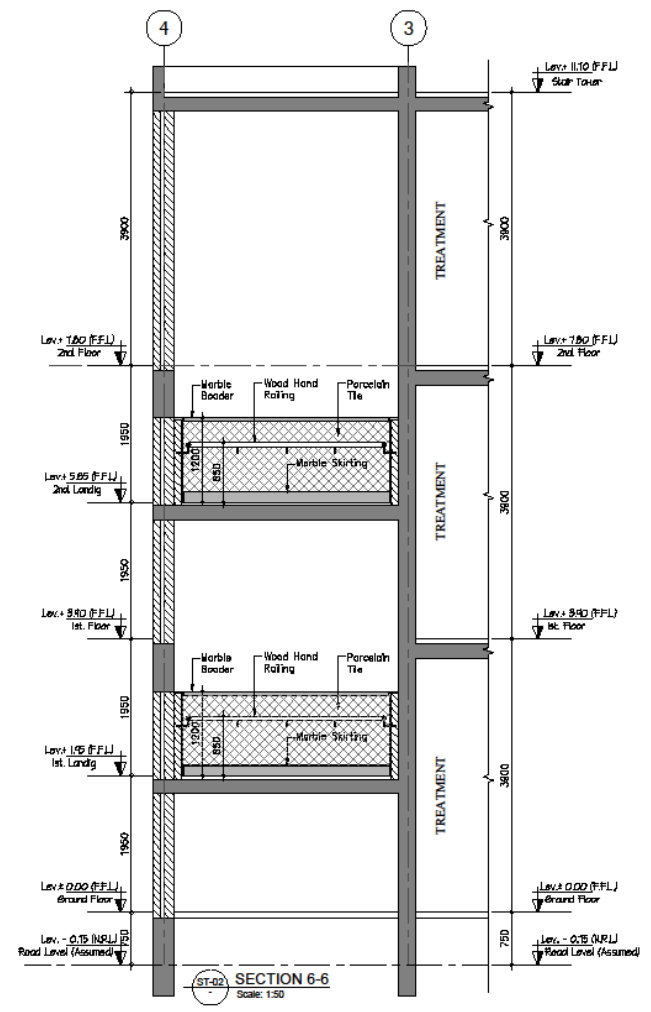 4
3
Lev.+ 11.70 (F.F.L)
Stair Tower
3900
TREATMENT
3900
Lev.+ 7.80 (F.F.L)
2nd. Floor
Lev.+ 7.80 (F.F.L)
2nd. Floor
Marble
Boader
Wood Hand
Railing
Porcelain
Tile
1950
1200
850
Marble Skirting
Lev.+ 5.85 (F.F.L)
2nd. Landig
TREATMENT
3900
1950
Lev.+ 3.90 (F.F.L)
1st. Floor
Lev.+ 3.90 (F.F.L)
1st. Floor
Marble
Boader
Wood Hand
Railing
Porcelain
Tile
1950
1200
850
Marble Skirting
Lev.+ 1.95 (F.F.L)
1st. Landig
TREATMENT
3900
1950
Lev.± 0.00 (F.F.L)
Ground Floor
Lev.± 0.00 (F.F.L)
Ground Floor
750
750
Lev. - 0.75 (N.R.L)
Road Level (Assumed)
Lev. - 0.75 (N.R.L)
Road Level (Assumed)
ST-02
-
SECTION 6-6
Scale: 1:50